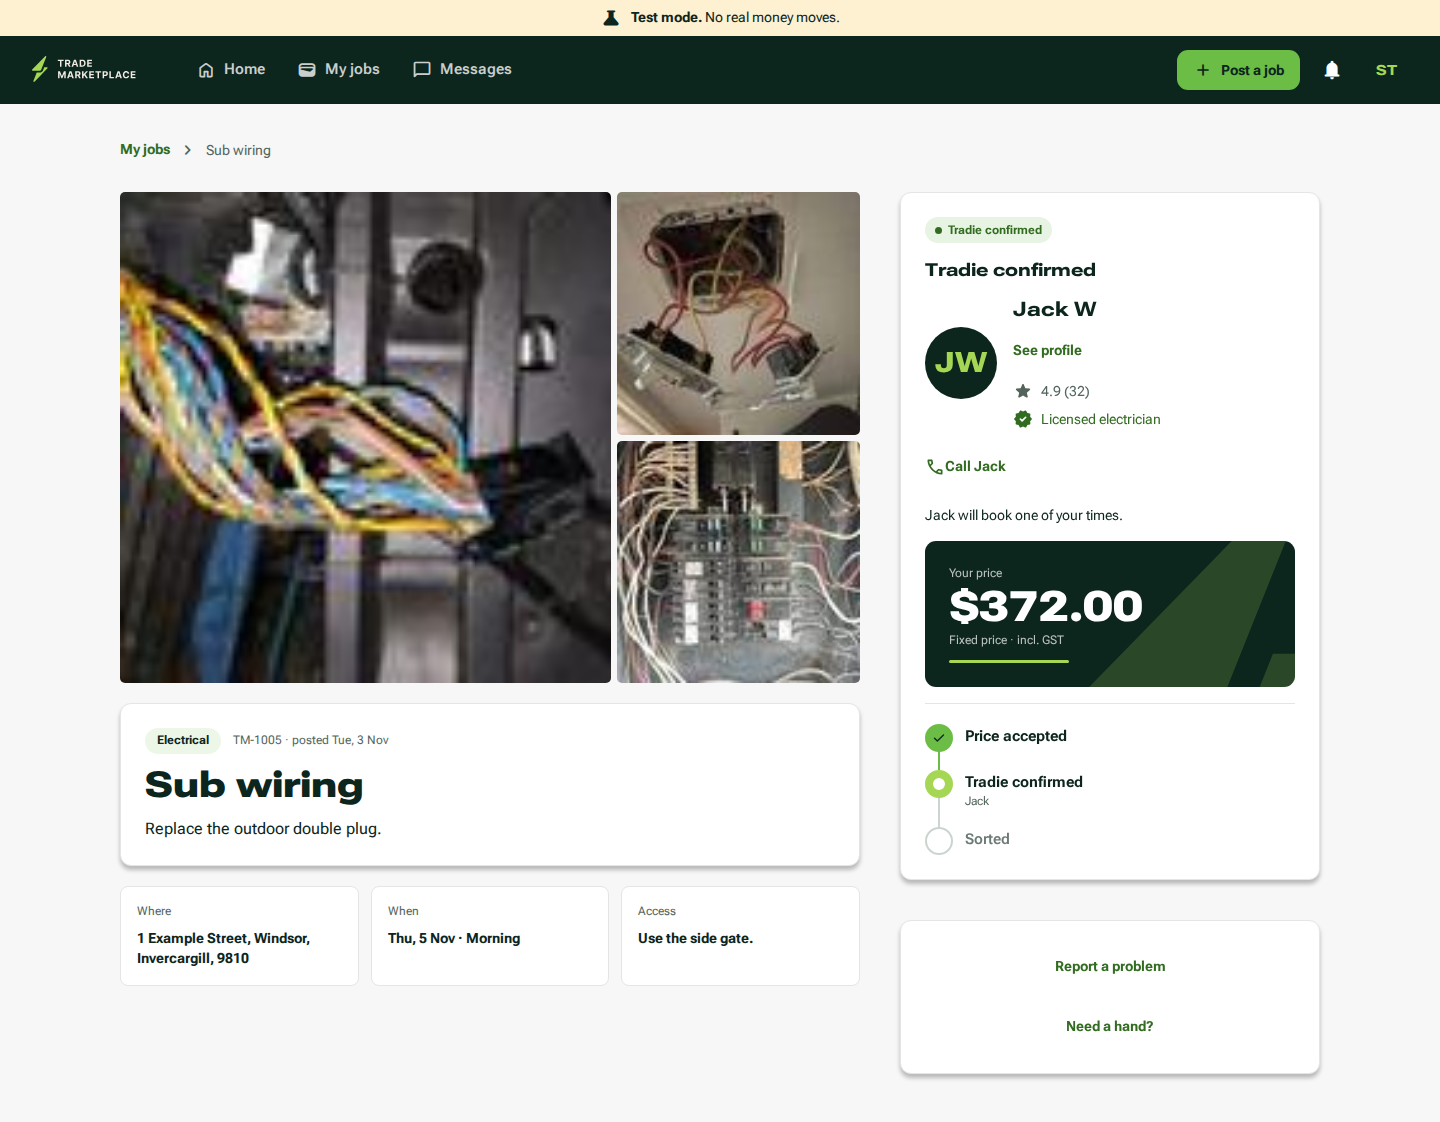 Test mode. No real money moves.
TRADE
MARKETPLACE
Home
My jobs
Messages
Post a job
ST
My jobs
Sub wiring
Tradie confirmed
Tradie confirmed
Jack W
JW
See profile
4.9 (32)
Licensed electrician
Call Jack
Jack will book one of your times.
Your price
$372.00
Fixed price · incl. GST
Price accepted
Tradie confirmed
Jack
Sorted
Electrical
TM-1005 · posted Tue, 3 Nov
Sub wiring
Replace the outdoor double plug.
Where
1 Example Street, Windsor,
Invercargill, 9810
When
Thu, 5 Nov · Morning
Access
Use the side gate.
Report a problem
Need a hand?